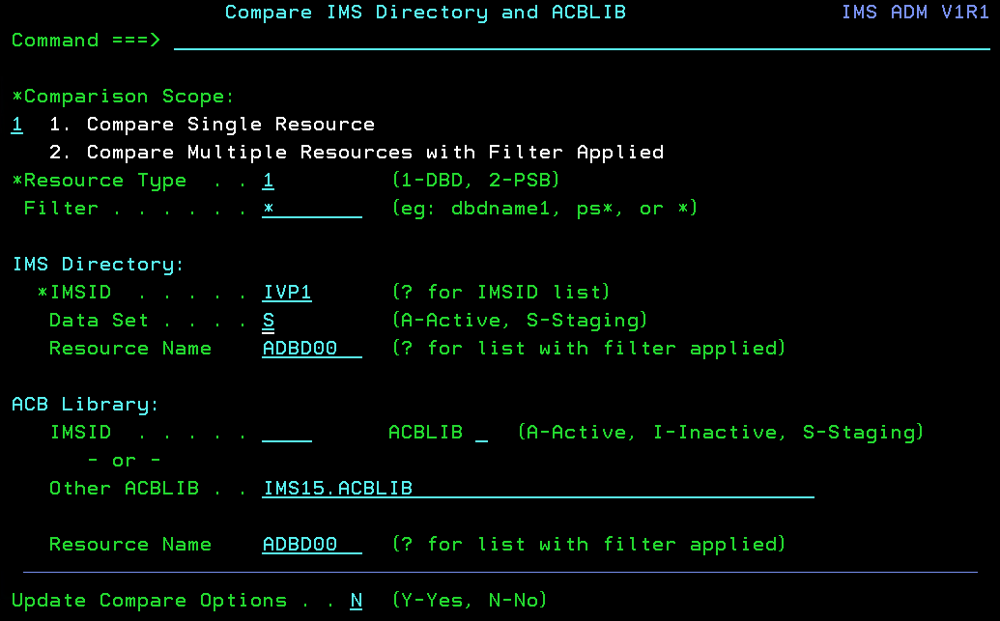 Compare IMS Directory and ACBLIB IMS ADM V1R1
Command ===>
*Comparison Scope:
1 1. Compare Single Resource
2. Compare Multiple Resources with Filter Applied
*Resource Type . . 1 (1-DBD, 2-PSB)
Filter . . . . . . * (eg: dbdname1, ps*, or *)
IMS Directory:
*IMSID . . . . . IVP1 (? for IMSID list)
Data Set . . . . S (A-Active, S-Staging)
Resource Name ADBD00 (? for list with filter applied)
ACB Library:
IMSID . . . . . ACBLIB _ (A-Active, I-Inactive, S-Staging)
- or -
Other ACBLIB . . IMS15.ACBLIB
Resource Name ADBD00 (? for list with filter applied)
Update Compare Options . . N (Y-Yes, N-No)